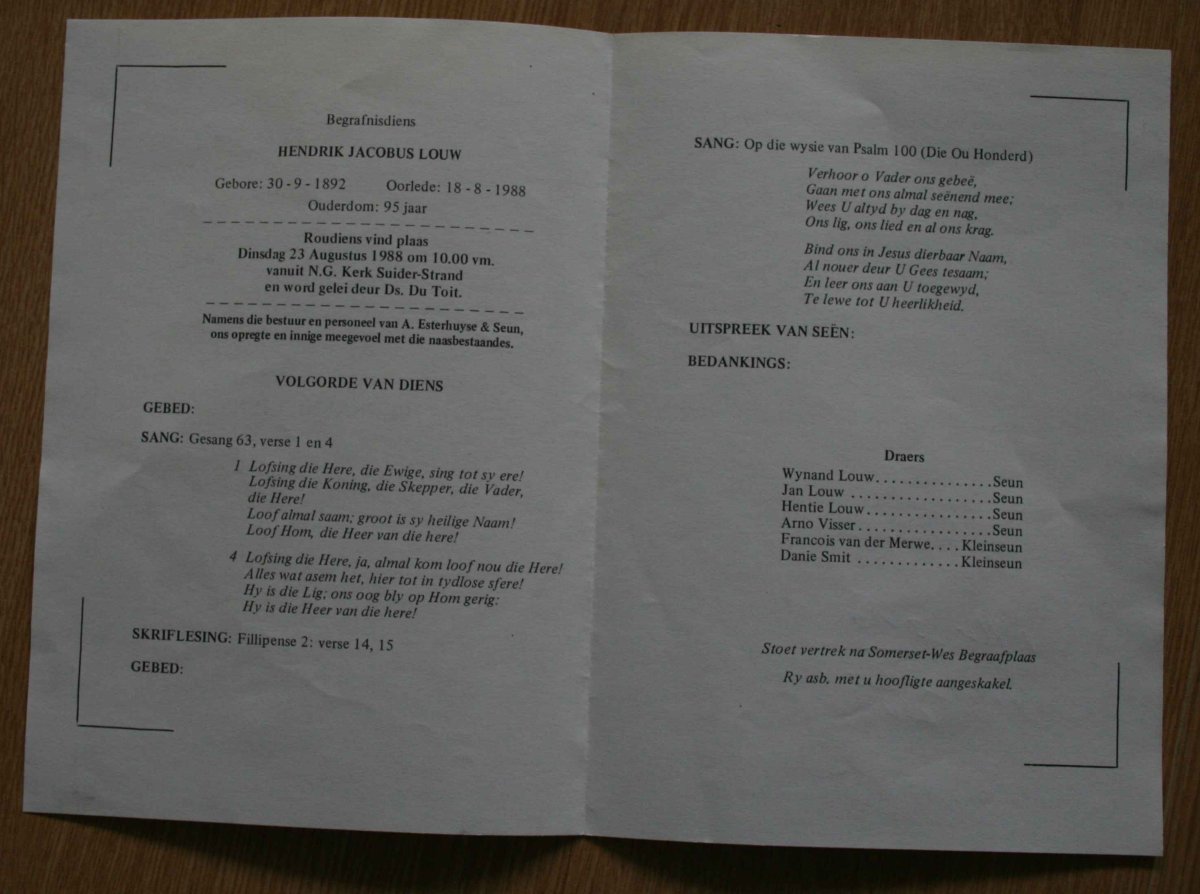 Begrafnisdiens
HENDRIK JACOBUS LOUW
Gebore: 30 - 9 - 1892 Oorlede: 18 - 8 - 1988
Ouderdom: 95 jaar
Roudiens vind plaas
Dinsdag 23 Augustus 1988 om 10.00 vm.
vanuit N.G. Kerk Suider-Strand
en word gelei deur Ds. Du Toit.
Namens die bestuur en personeel van A. Esterhuyse & Seun,
ons opregte en innige meegevoel met die naasbestaandes.
VOLGORDE VAN DIENS
GEBED:
SANG: Gesang 63, verse 1 en 4
1 Lofsing die Here, die Ewige, sing tot sy ere!
Lofsing die Koning, die Skepper, die Vader,
die Here!
Loof almal saam; groot is sy heilige Naam!
Loof Hom, die Heer van die here!
4 Lofsing die Here, ja, almal kom loof nou die Here!
Alles wat asem het, hier tot in tydlose sfere!
Hy is die Lig; ons oog bly op Hom gerig:
Hy is die Heer van die here!
SKRIFLESING: Fillipense 2: verse 14, 15
GEBED:
SANG: Op die wysie van Psalm 100 (Die Ou Honderd)
Verhoor o Vader ons gebeë,
Gaan met ons almal seënend mee;
Wees U altyd by dag en nag,
Ons lig, ons lied en al ons krag.
Bind ons in Jesus dierbaar Naam,
Al nouer deur U Gees tesaam;
En leer ons aan U toegewyd,
Te lewe tot U heerlikheid.
UITSPREEK VAN SEËN:
BEDANKINGS:
Draers
Wynand Louw...............Seun
Jan Louw ..................Seun
Hentie Louw................Seun
Arno Visser.................Seun
Francois van der Merwe....Kleinseun
Danie Smit .............Kleinseun
Stoet vertrek na Somerset-Wes Begraafplaas
Ry asb. met u hoofligte aangeskakel.